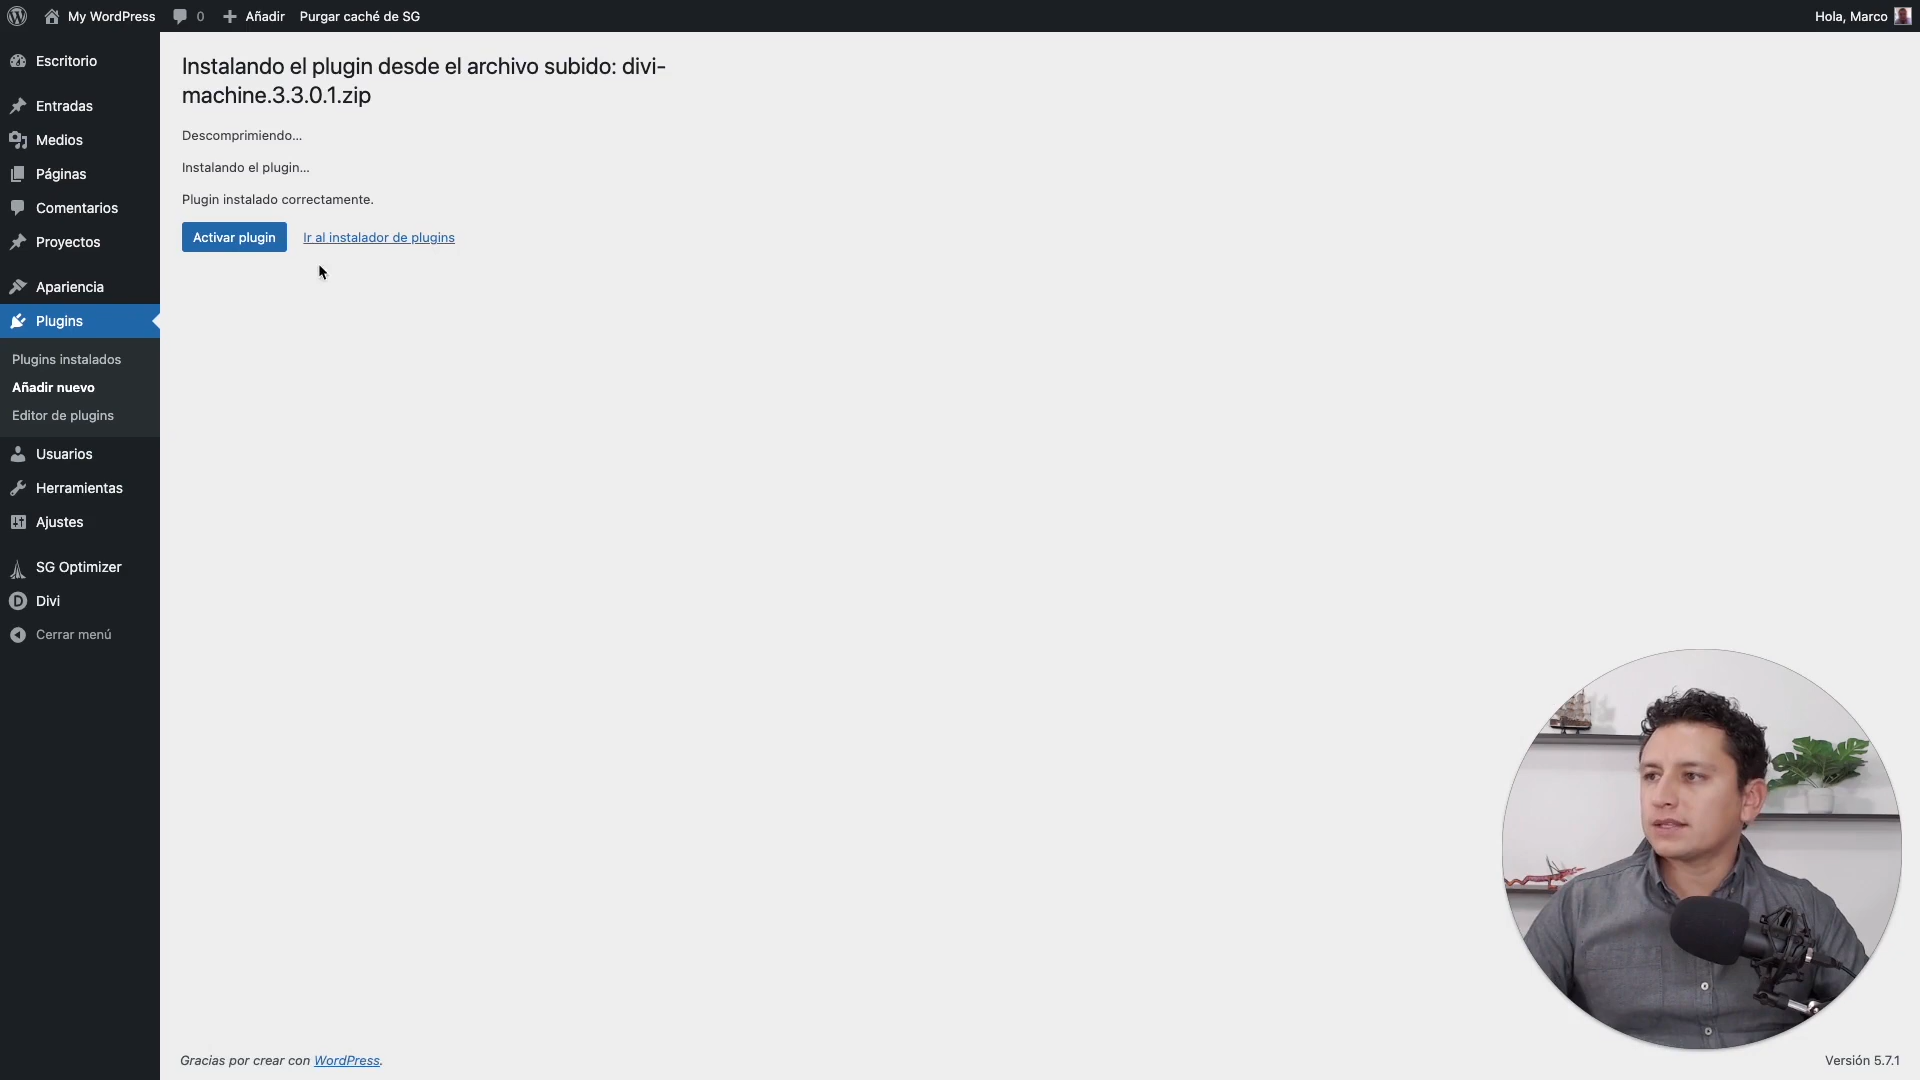 My WordPress
0
Añadir
Purgar caché de SG
Hola, Marco
Escritorio
Entradas
Medios
Páginas
Comentarios
Proyectos
Apariencia
Plugins
Plugins instalados
Añadir nuevo
Editor de plugins
Usuarios
Herramientas
Ajustes
SG Optimizer
D Divi
Cerrar menú
Instalando el plugin desde el archivo subido: divi-
machine.3.3.0.1.zip
Descomprimiendo...
Instalando el plugin...
Plugin instalado correctamente.
Activar plugin
Ir al instalador de plugins
Gracias por crear con WordPress.
Versión 5.7.1